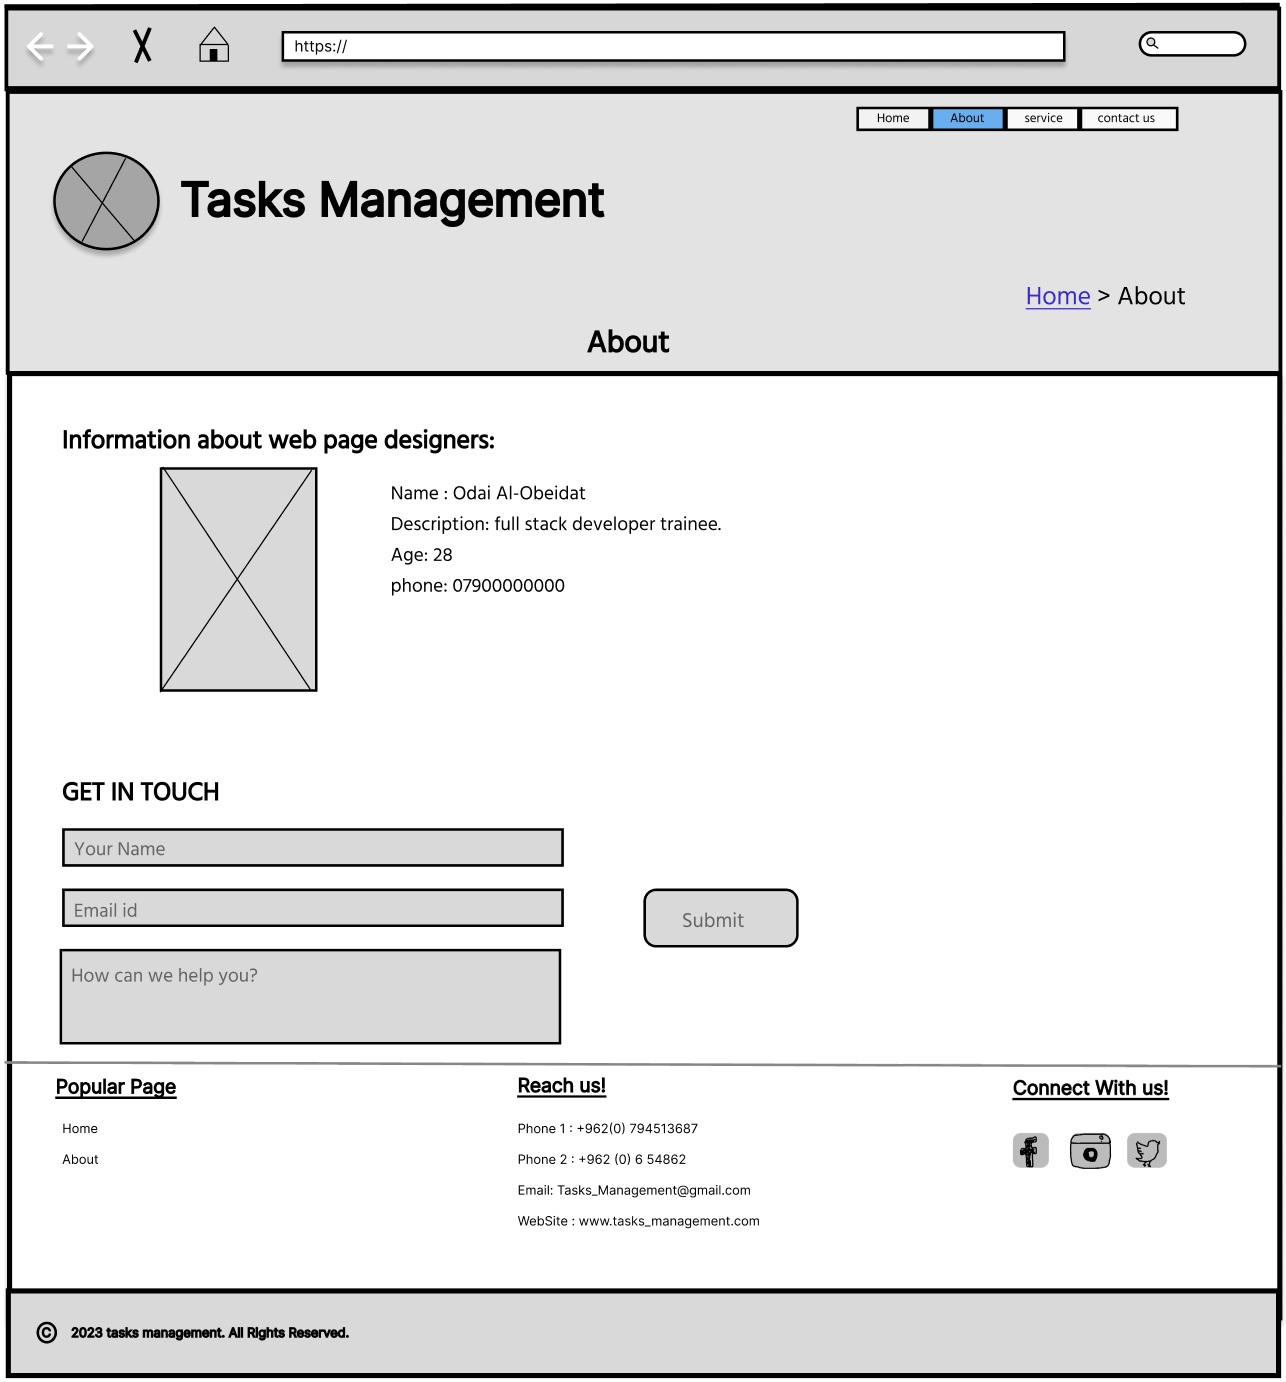 https://
Home
About
service
contact us
Tasks Management
Home > About
About
Information about web page designers:
Name : Odai Al-Obeidat
Description: full stack developer trainee.
Age: 28
phone: 07900000000
GET IN TOUCH
Your Name
Email id
How can we help you?
Submit
Popular Page
Home
About
Reach us!
Phone 1 : +962(0) 794513687
Phone 2 : +962 (0) 6 54862
Email: Tasks_Management@gmail.com
WebSite : www.tasks_management.com
Connect With us!
© 2023 tasks management. All Rights Reserved.